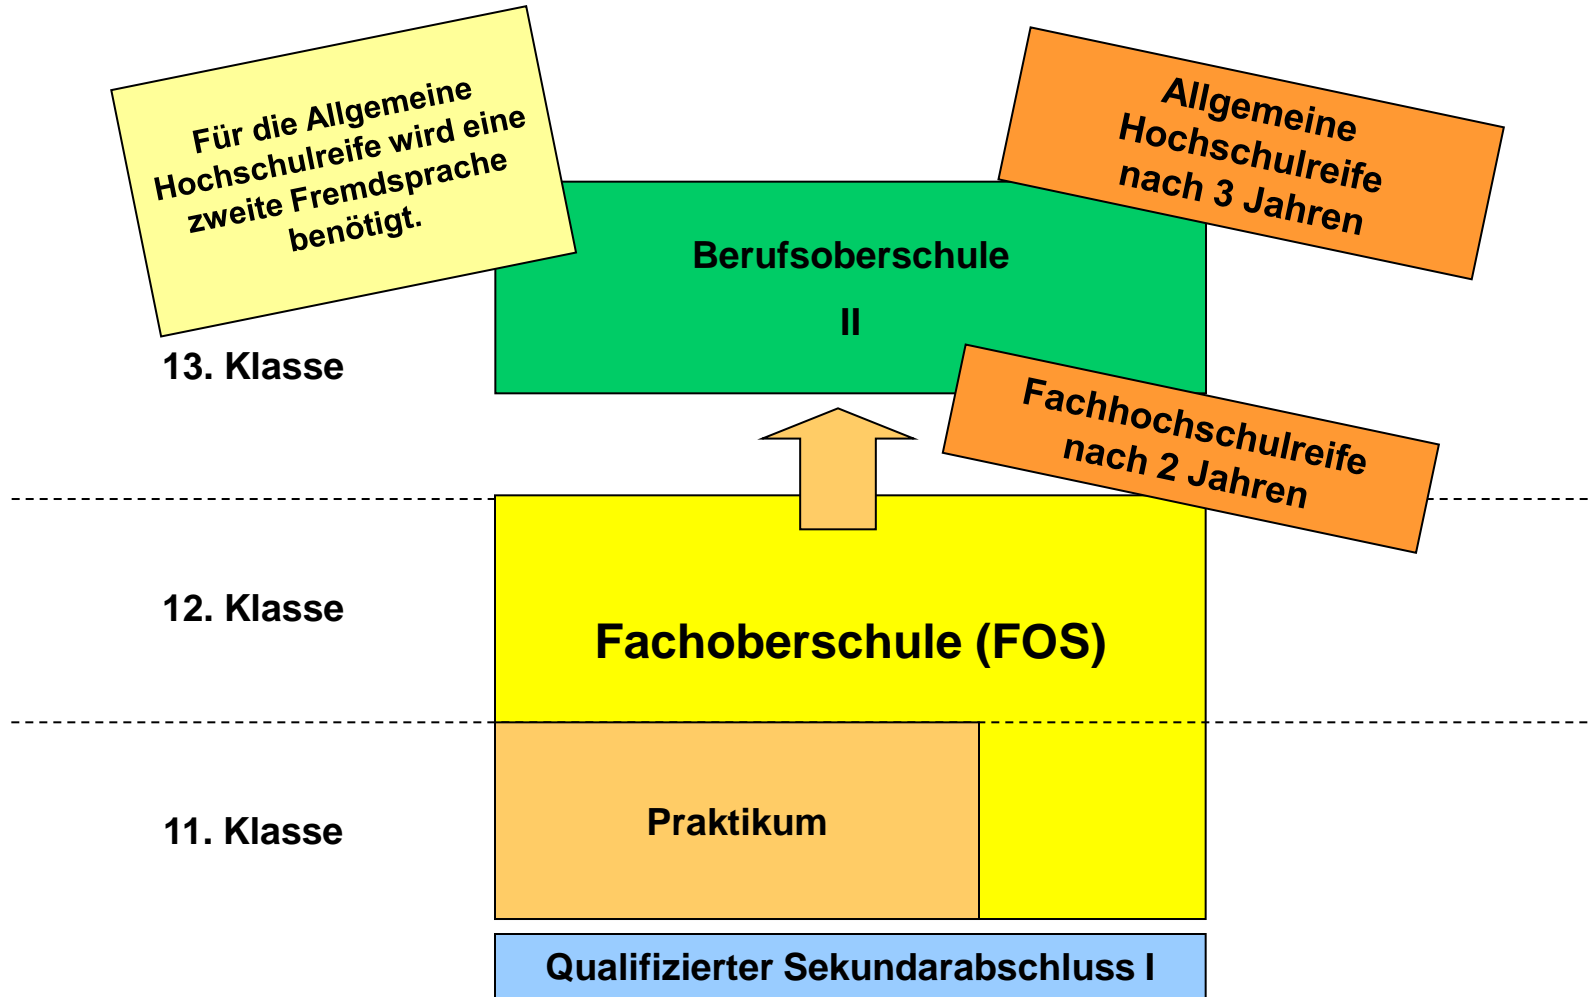 Für die Allgemeine
Hochschulreife wird eine
zweite Fremdsprache
benötigt.
Allgemeine
Hochschulreife
nach 3 Jahren
Berufsoberschule
II
13. Klasse
Fachhochschulreife
nach 2 Jahren
12. Klasse
Fachoberschule (FOS)
11. Klasse
Praktikum
Qualifizierter Sekundarabschluss I